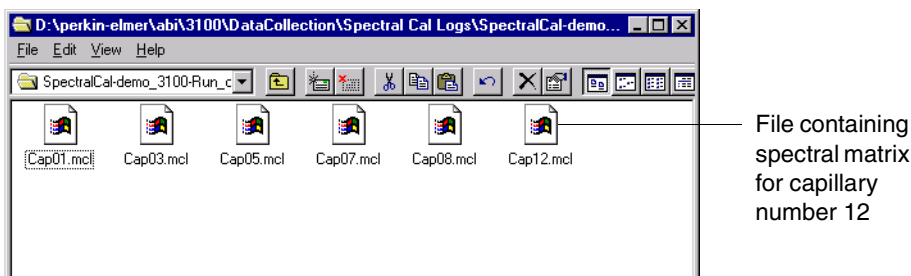 D:\perkin-elmer\abi\3100\DataCollection\Spectral Cal Logs\SpectralCal-demo...
File Edit View Help
SpectralCal-demo_3100-Run_c
Cap01.mcl Cap03.mcl Cap05.mcl Cap07.mcl Cap08.mcl Cap12.mcl
File containing
spectral matrix
for capillary
number 12